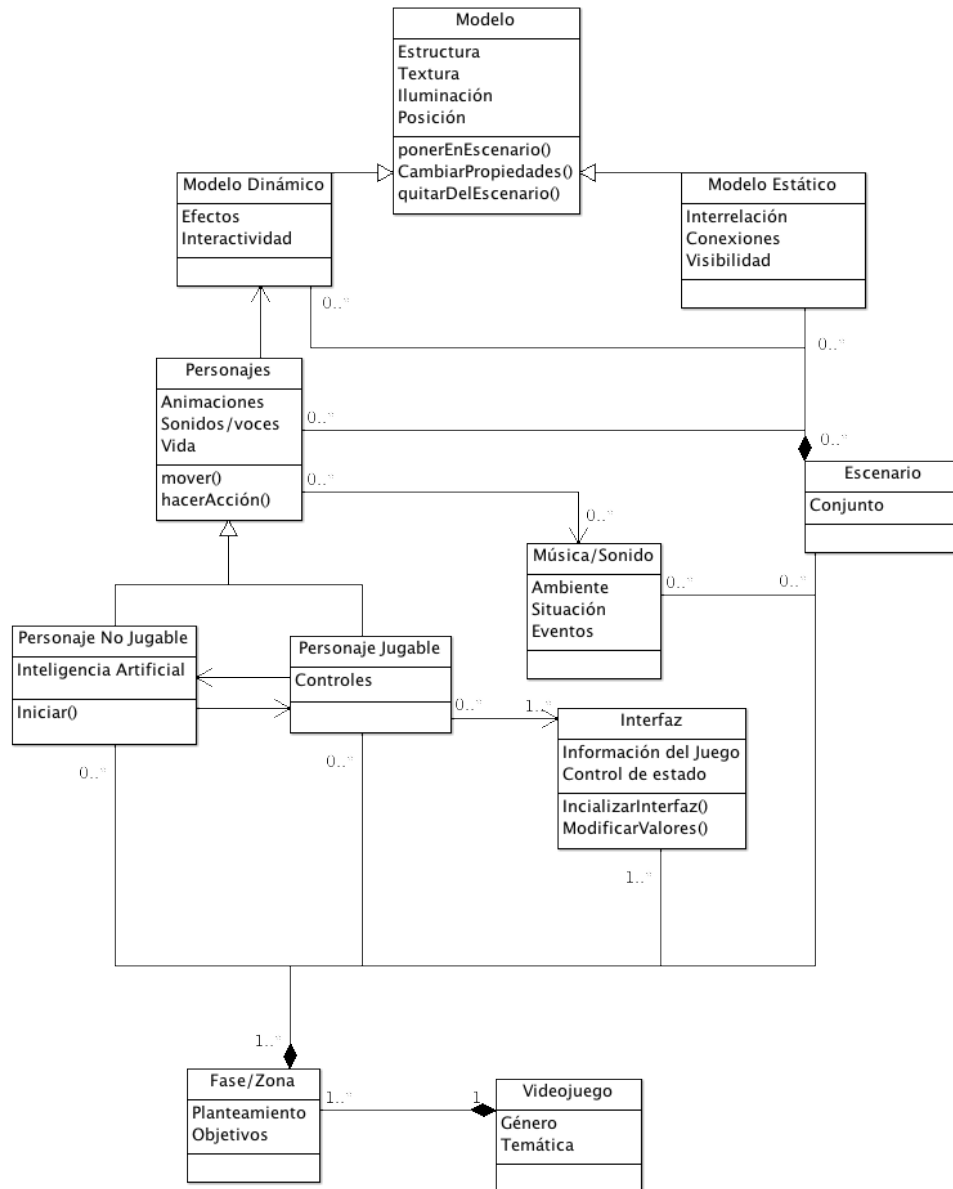 Modelo
Estructura
Textura
Iluminación
Posición
ponerEnEscenario()
CambiarPropiedades()
quitarDelEscenario()
Modelo Dinámico
Efectos
Interactividad
Modelo Estático
Interrelación
Conexiones
Visibilidad
0..*
0..*
Personajes
Animaciones
Sonidos/voces
Vida
mover()
hacerAcción()
0..*
0..*
0..*
0..*
Escenario
Conjunto
Música/Sonido
Ambiente
Situación
Eventos
0..*
0..*
Personaje No Jugable
Inteligencia Artificial
Iniciar()
Personaje Jugable
Controles
0..*
1..*
Interfaz
Información del Juego
Control de estado
IncializarInterfaz()
ModificarValores()
0..*
0..*
1..*
1..*
Fase/Zona
Planteamiento
Objetivos
1..*
1
Videojuego
Género
Temática